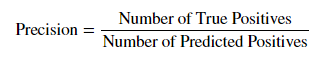 Precision = Number of True Positives / Number of Predicted Positives